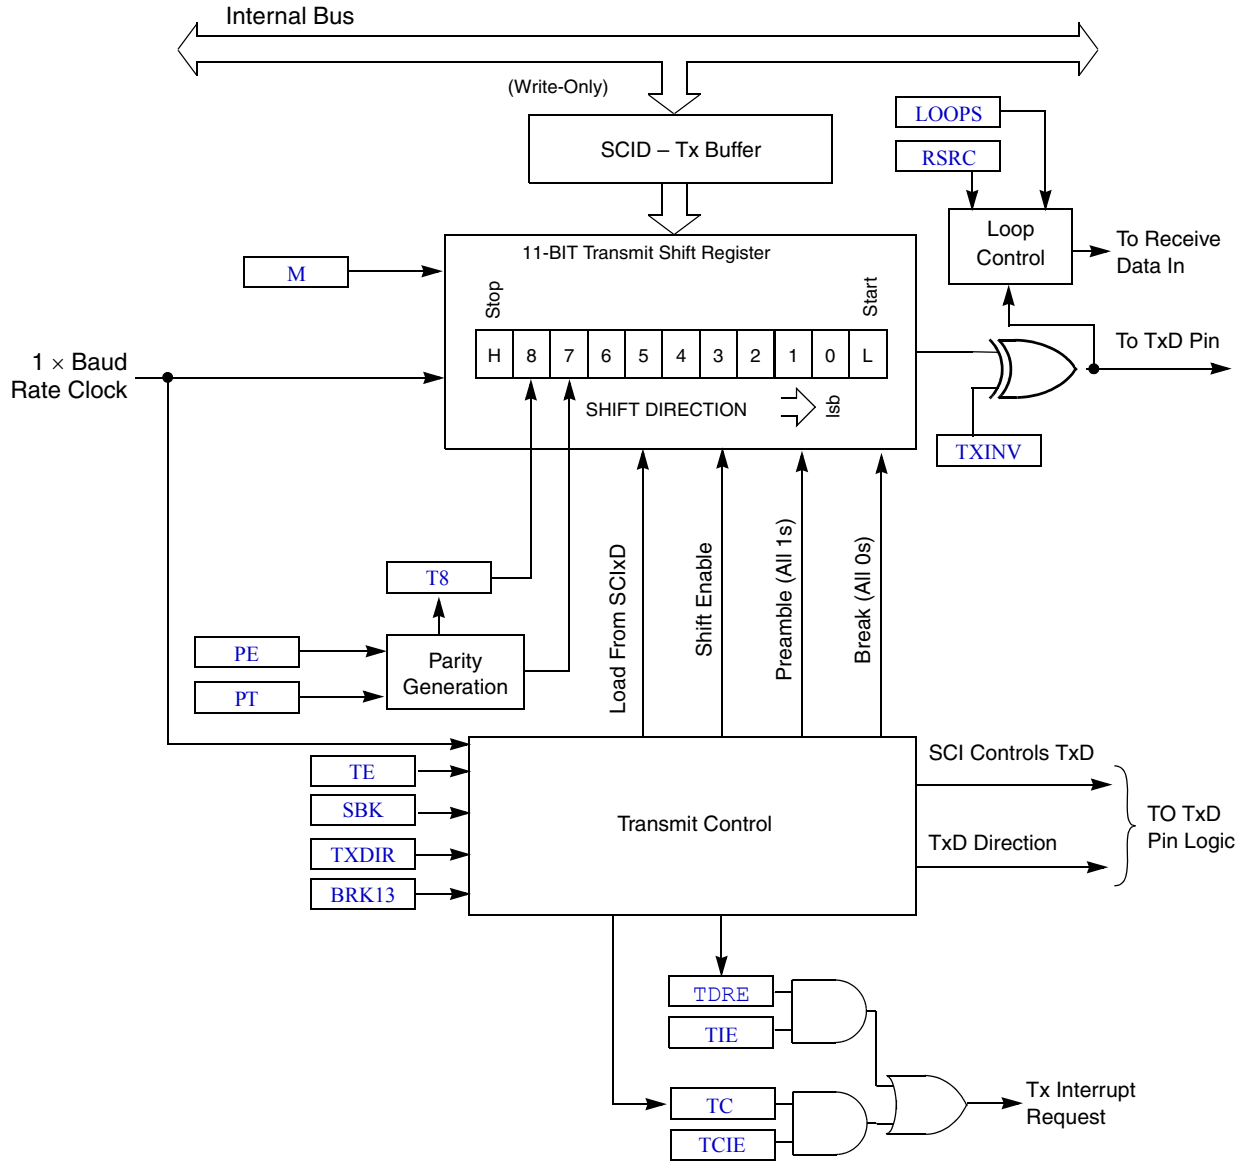 Internal Bus
(Write-Only)
SCID – Tx Buffer
LOOPS
RSRC
Loop
Control
To Receive
Data In
11-BIT Transmit Shift Register
M
Stop
Start
H 8 7 6 5 4 3 2 1 0 L
1 × Baud
Rate Clock
To TxD Pin
SHIFT DIRECTION
lsb
TXINV
T8
PE
PT
Parity
Generation
Load From SCIxD
Shift Enable
Preamble (All 1s)
Break (All 0s)
TE
SBK
TXDIR
BRK13
Transmit Control
SCI Controls TxD
TxD Direction
TO TxD
Pin Logic
TDRE
TIE
TC
TCIE
Tx Interrupt
Request